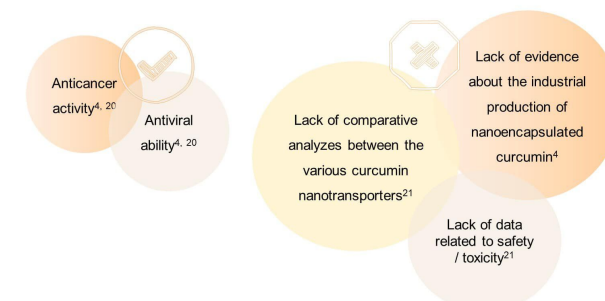 Anticancer
activity4, 20
Antiviral
ability4, 20
Lack of comparative
analyzes between the
various curcumin
nanotransporters21
Lack of evidence
about the industrial
production of
nanoencapsulated
curcumin4
Lack of data
related to safety
/ toxicity21